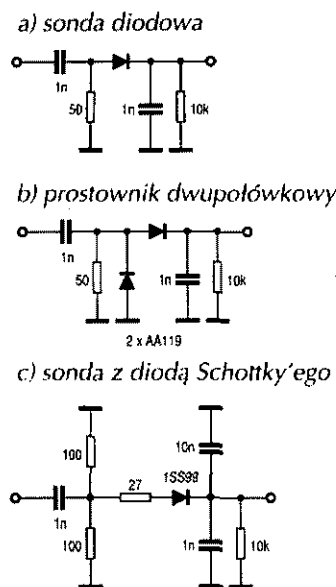 a) sonda diodowa
1n
50
1n
10k
b) prostownik dwupołówkowy
1n
50
1n
10k
2 x AA119
c) sonda z diodą Schottky'ego
100
10n
27
1SS99
1n
100
1n
10k